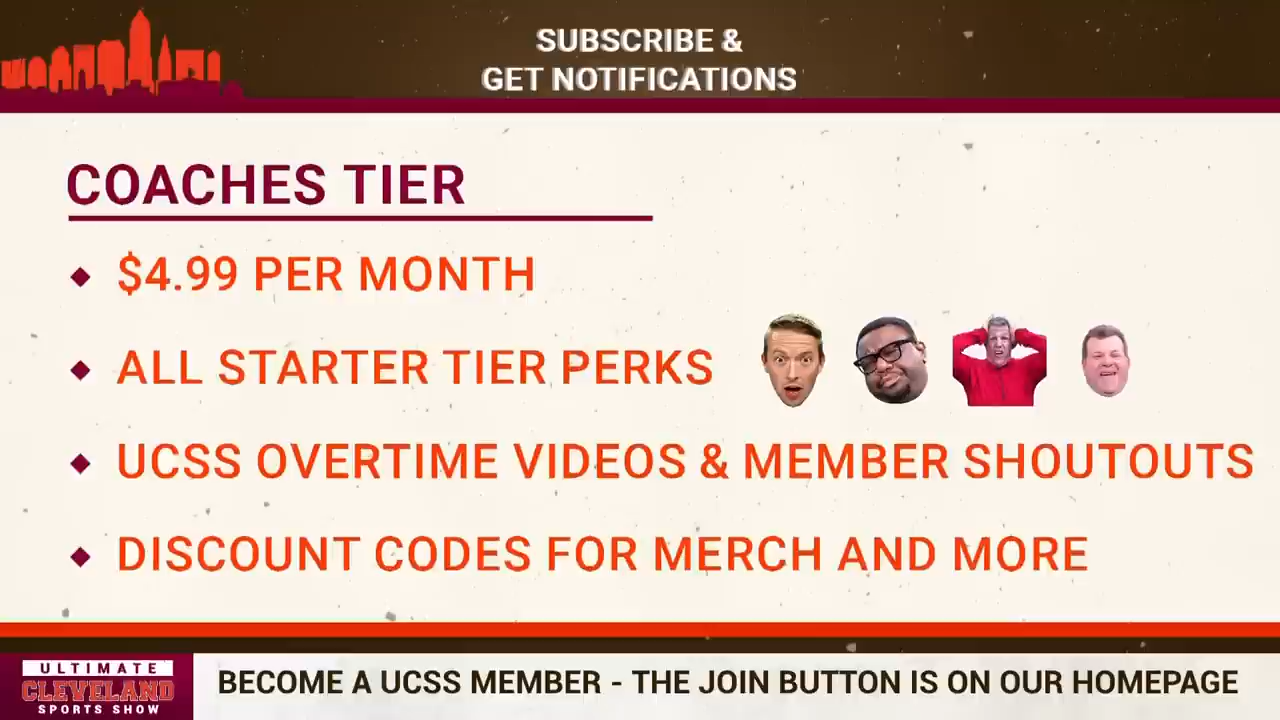 SUBSCRIBE &
GET NOTIFICATIONS
COACHES TIER
$4.99 PER MONTH
ALL STARTER TIER PERKS
UCSS OVERTIME VIDEOS & MEMBER SHOUTOUTS
DISCOUNT CODES FOR MERCH AND MORE
ULTIMATE
CLEVELAND
SPORTS SHOW
BECOME A UCSS MEMBER - THE JOIN BUTTON IS ON OUR HOMEPAGE